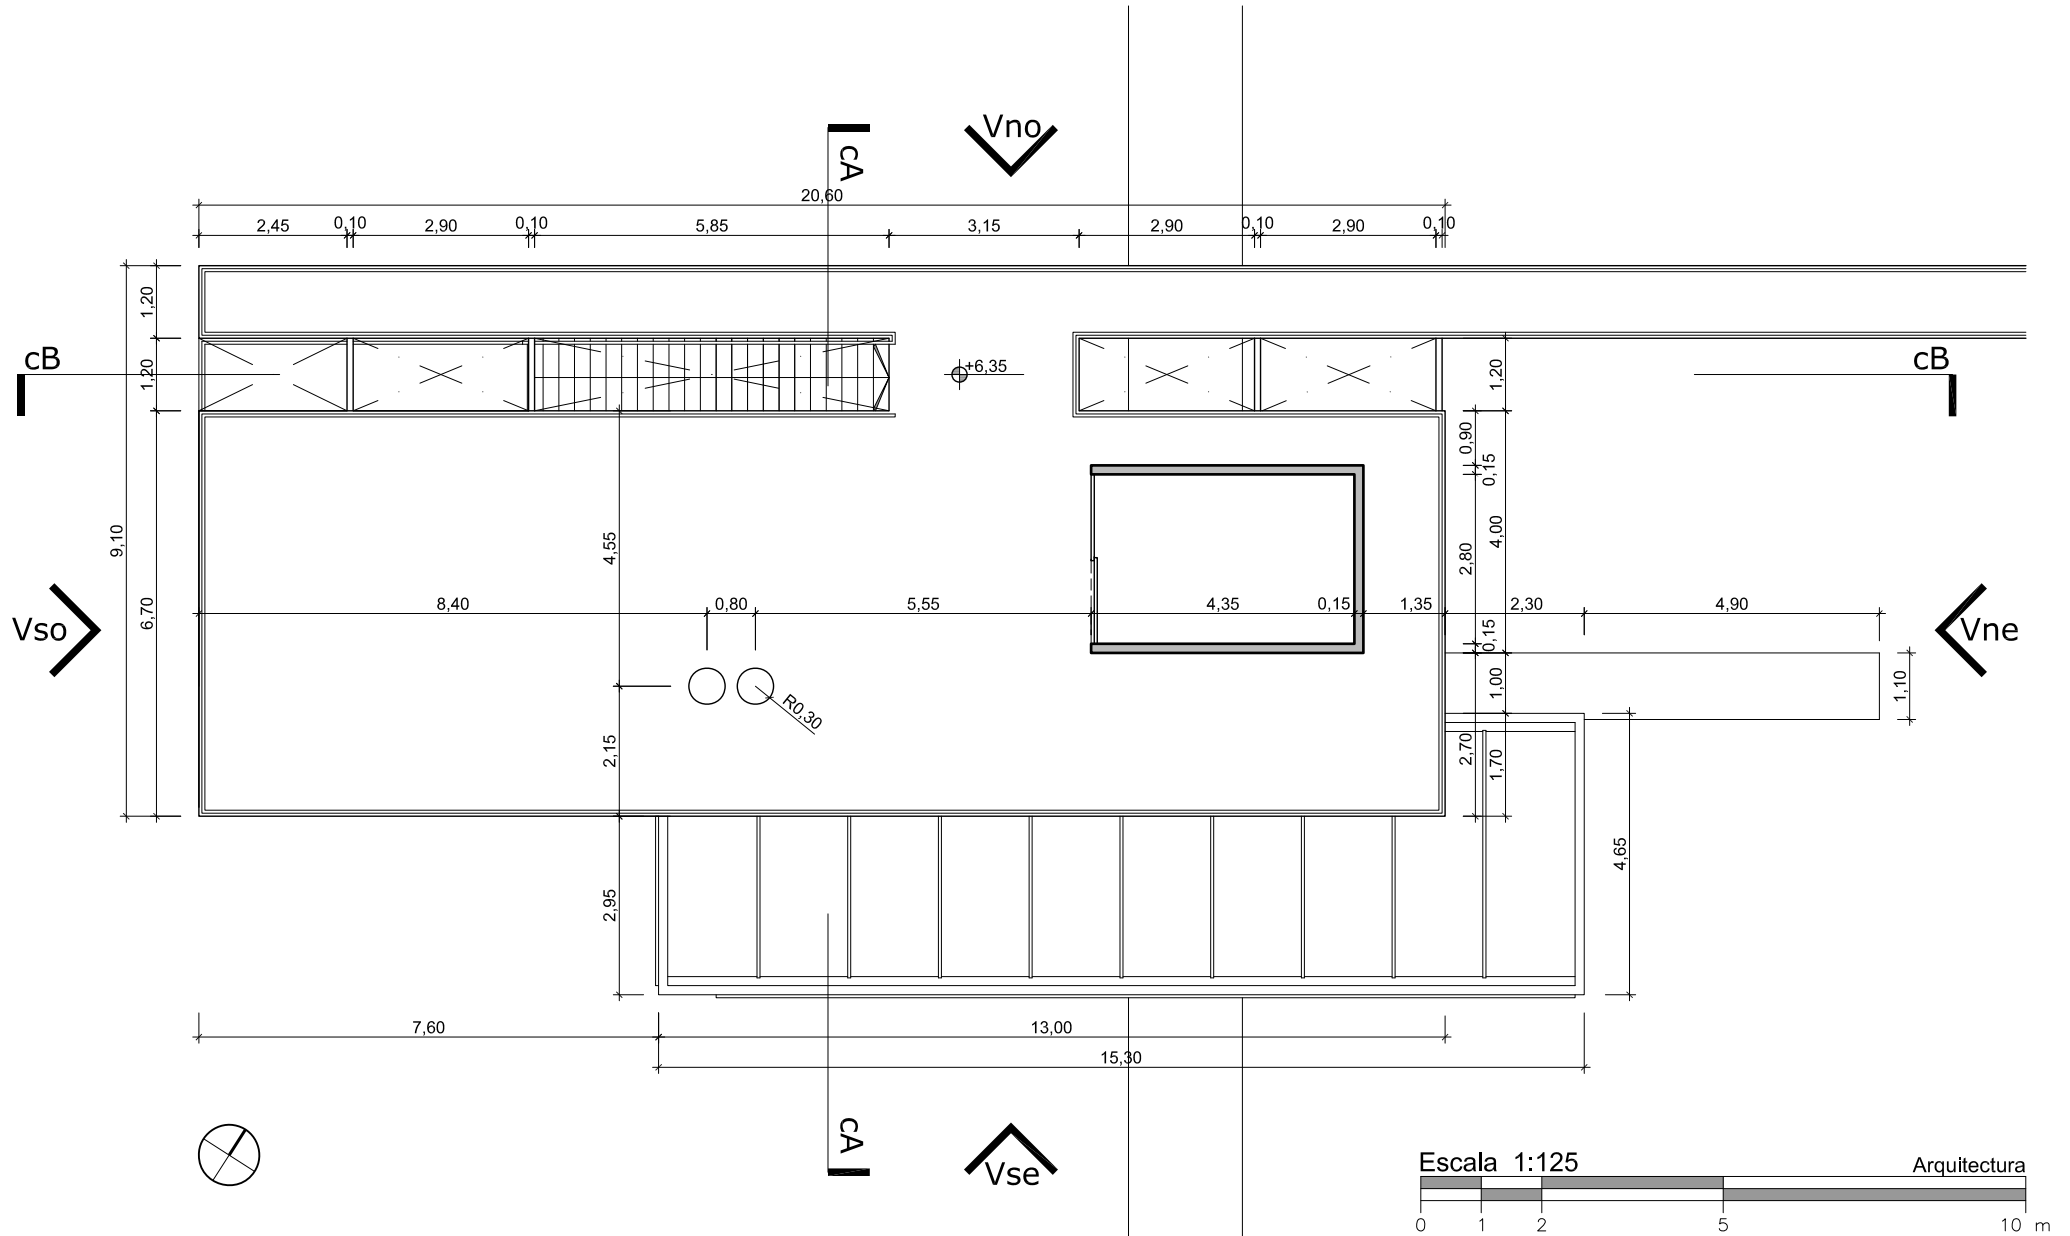 Vno
cA
20,60
2,45 0,10 2,90 0,10 5,85 3,15 2,90 0,10 2,90 0,10
1,20
cB
1,20
+6,35
1,20
cB
0,90
0,15
9,10
4,55
4,00
2,80
6,70
8,40 0,80 5,55 4,35 0,15 1,35 2,30 4,90
Vso
Vne
0,15
1,00
1,10
R0,30
2,15
2,70
1,70
4,65
2,95
7,60 13,00
15,30
cA
Vse
Escala 1:125
Arquitectura
0 1 2 5 10 m